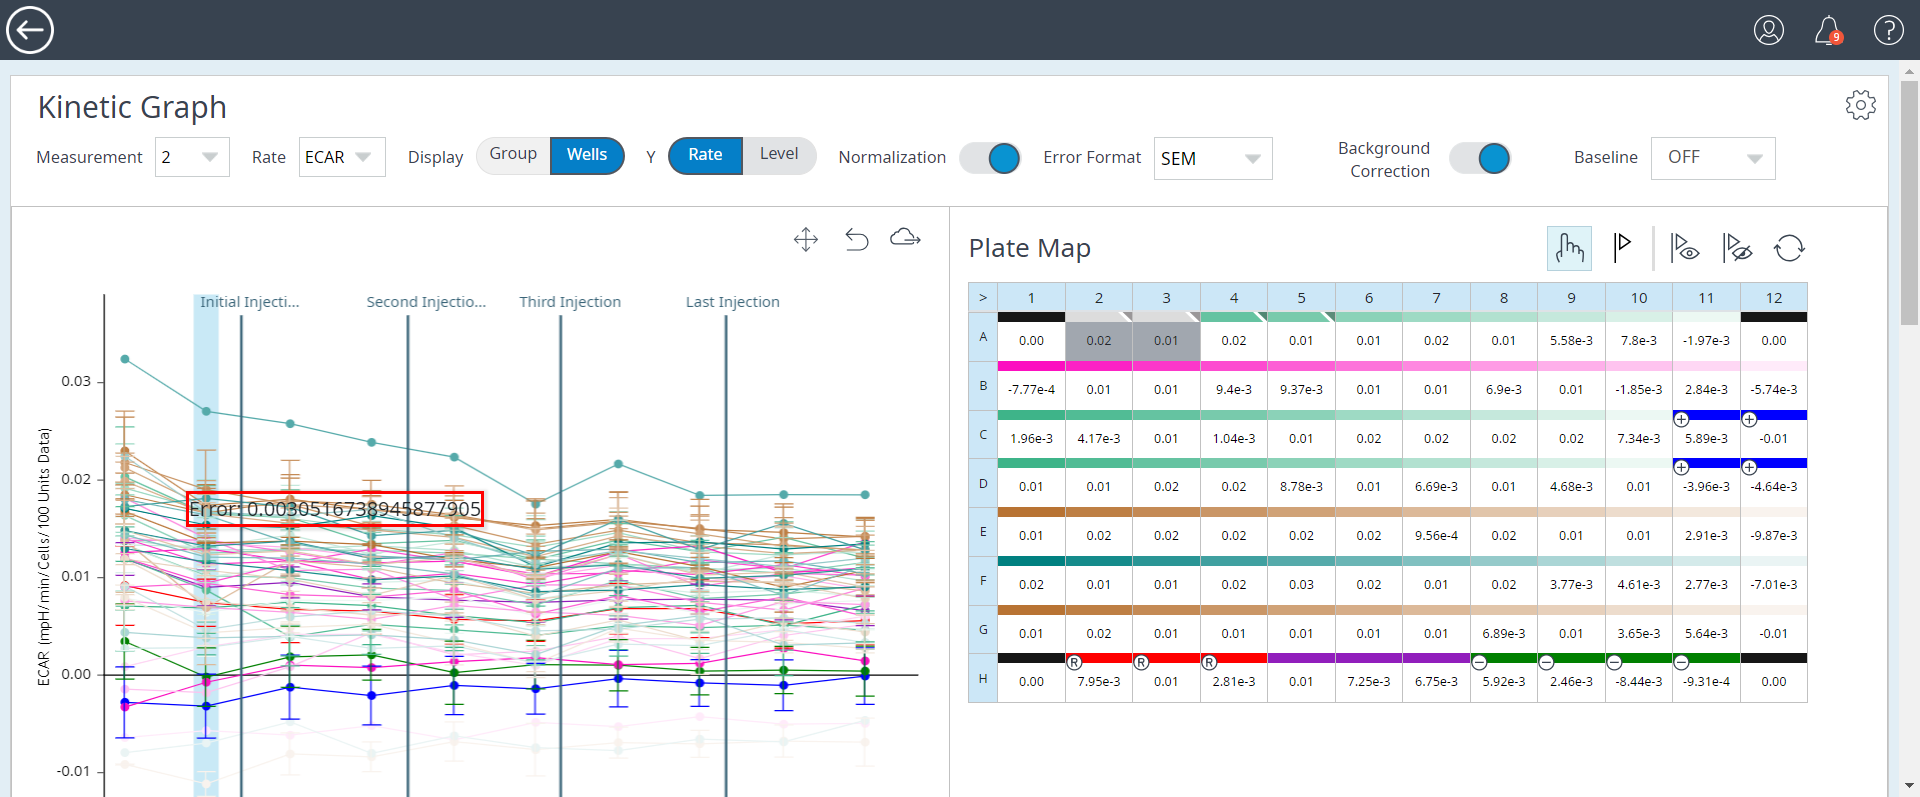 9
Kinetic Graph
Measurement 2 Rate ECAR Display Group Wells Y Rate Level Normalization Error Format SEM Background Correction Baseline OFF
Initial Injecti... Second Injectio... Third Injection Last Injection
ECAR (mpH/min/Cells/100 Units Data)
0.03
0.02
Error: 0.0030516738945877905
0.01
0.00
-0.01
Plate Map
> 1 2 3 4 5 6 7 8 9 10 11 12
A 0.00 0.02 0.01 0.02 0.01 0.01 0.02 0.01 5.58e-3 7.8e-3 -1.97e-3 0.00
B -7.77e-4 0.01 0.01 9.4e-3 9.37e-3 0.01 0.01 6.9e-3 0.01 -1.85e-3 2.84e-3 -5.74e-3
C 1.96e-3 4.17e-3 0.01 1.04e-3 0.01 0.02 0.02 0.02 0.02 7.34e-3 5.89e-3 -0.01
D 0.01 0.01 0.02 0.02 8.78e-3 0.01 6.69e-3 0.01 4.68e-3 0.01 -3.96e-3 -4.64e-3
E 0.01 0.02 0.02 0.02 0.02 0.02 9.56e-4 0.02 0.01 0.01 2.91e-3 -9.87e-3
F 0.02 0.01 0.01 0.02 0.03 0.02 0.01 0.02 3.77e-3 4.61e-3 2.77e-3 -7.01e-3
G 0.01 0.02 0.01 0.01 0.01 0.01 0.01 6.89e-3 0.01 3.65e-3 5.64e-3 -0.01
R R R
H 0.00 7.95e-3 0.01 2.81e-3 0.01 7.25e-3 6.75e-3 5.92e-3 2.46e-3 -8.44e-3 -9.31e-4 0.00